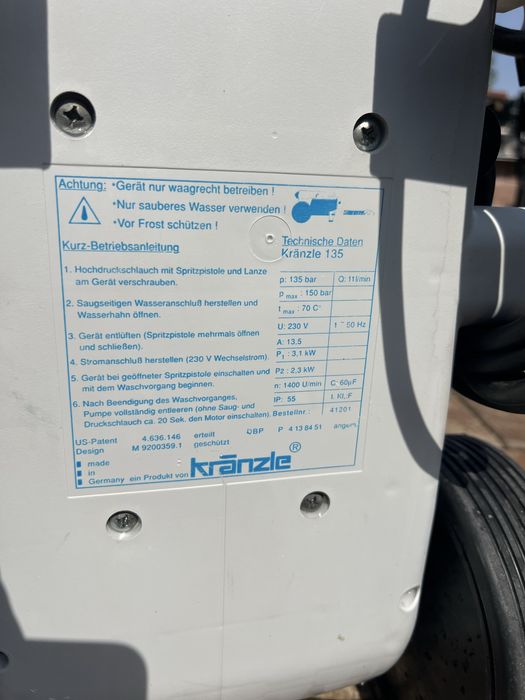 Achtung: •Gerät nur waagrecht betreiben !
•Nur sauberes Wasser verwenden !
•Vor Frost schützen !
Kurz-Betriebsanleitung
1. Hochdruckschlauch mit Spritzpistole und Lanze
am Gerät verschrauben.
2. Saugseitigen Wasseranschluß herstellen und
Wasserhahn öffnen.
3. Gerät entlüften (Spritzpistole mehrmals öffnen
und schließen).
4. Stromanschluß herstellen (230 V Wechselstrom).
5. Gerät bei geöffneter Spritzpistole einschalten und
mit dem Waschvorgang beginnen.
6. Nach Beendigung des Waschvorganges,
Pumpe vollständig entleeren (ohne Saug- und
Druckschlauch ca. 20 Sek. den Motor einschalten).
Technische Daten
Kränzle 135
p: 135 bar Q: 11l/min
p max : 150 bar
t max : 70 C°
U: 230 V 1~ 50 Hz
A: 13.5
P1 : 3,1 kW
P2 : 2,3 kW
n: 1400 U/min C: 60µF
IP: 55 I. Kl.:F
Bestellnr.: 41201
US-Patent 4.636.146 erteilt DBP P 4 138 451 angem.
Design M 9200359.1 geschützt
made
in
Germany ein Produkt von kränzle ®